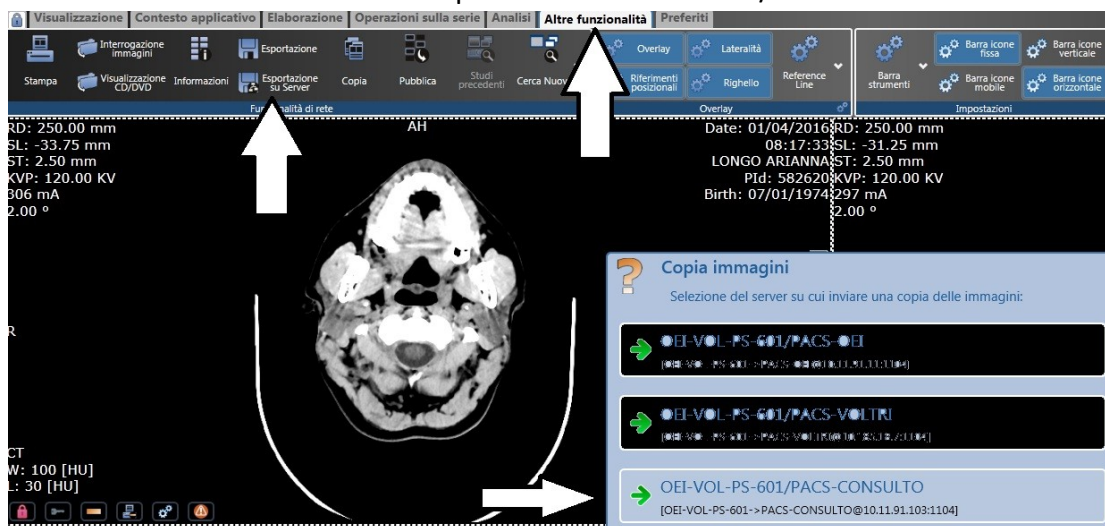 Visualizzazione Contesto applicativo Elaborazione Operazioni sulla serie Analisi Altre funzionalità Preferiti
Stampa
Interrogazione
immagini
Visualizzazione
CD/DVD
Informazioni
Esportazione
Esportazione
su Server
Copia
Pubblica
Studi
precedenti
Cerca Nuov
Overlay
Riferimenti
posizionali
Lateralità
Righello
Reference
Line
Barra
strumenti
Barra icone
fissa
Barra icone
mobile
Barra icone
verticale
Barra icone
orizzontale
di rete
Overlay
Impostazioni
RD: 250.00 mm
SL: -33.75 mm
ST: 2.50 mm
KVP: 120.00 KV
306 mA
2.00 °
AH
Date: 01/04/2016
08:17:33
LONGO ARIANNA
PId: 582620
Birth: 07/01/1974
RD: 250.00 mm
SL: -31.25 mm
ST: 2.50 mm
KVP: 120.00 KV
297 mA
2.00 °
R
CT
W: 100 [HU]
L: 30 [HU]
Copia immagini
Selezione del server su cui inviare una copia delle immagini:
OEI-VOL-PS-601/PACS-OEI
OEI-VOL-PS-601/PACS-VOLTRI
OEI-VOL-PS-601/PACS-CONSULTO
[OEI-VOL-PS-601->PACS-CONSULTO@10.11.91.103:1104]